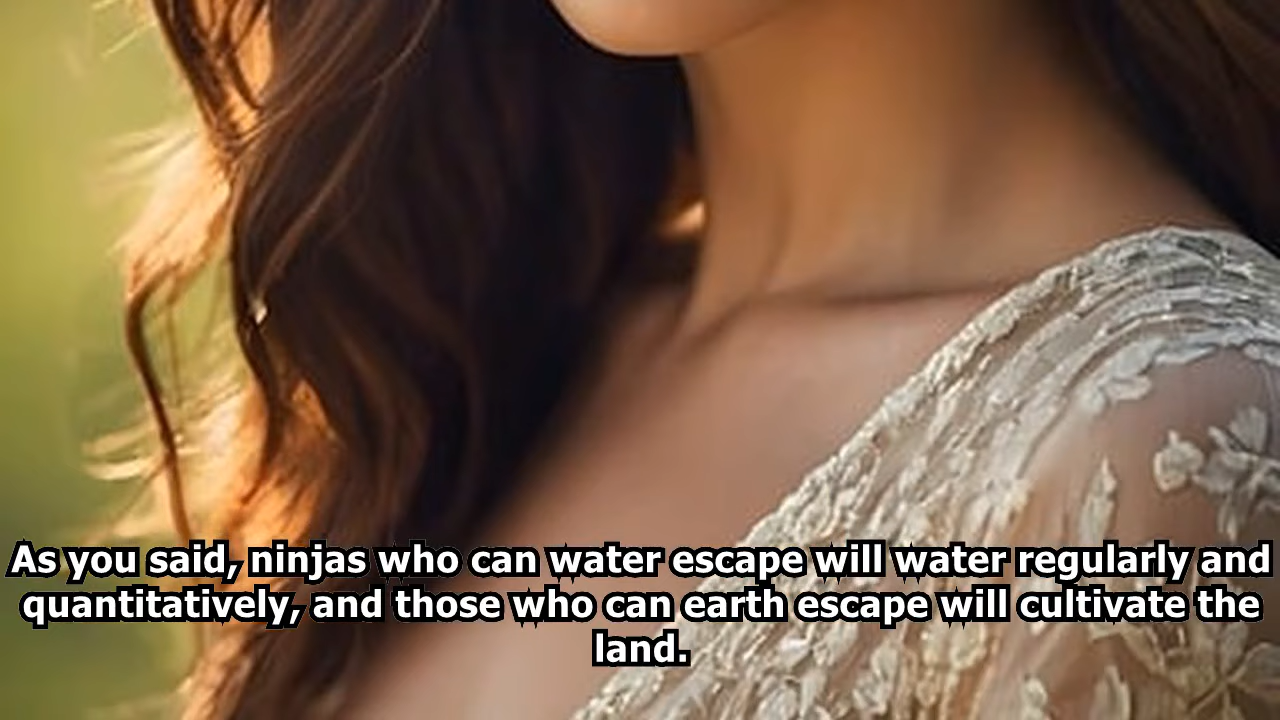 As you said, ninjas who can water escape will water regularly and
quantitatively, and those who can earth escape will cultivate the
land.